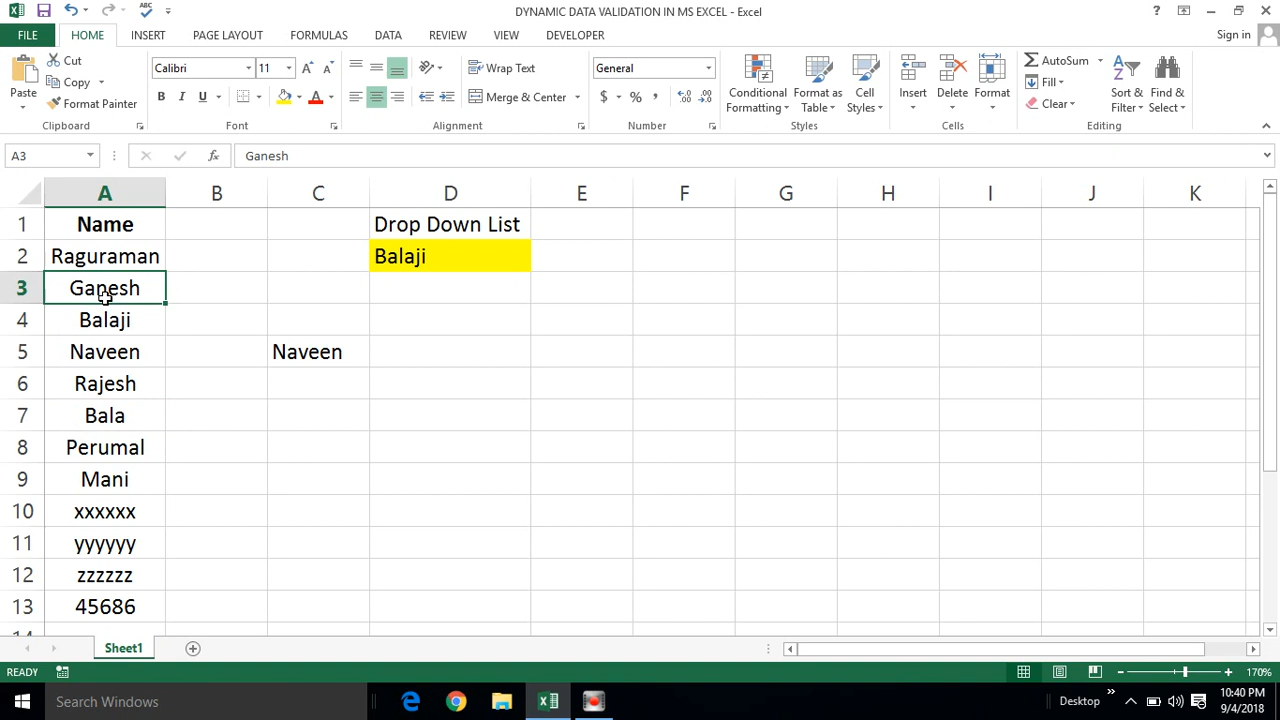 DYNAMIC DATA VALIDATION IN MS EXCEL - Excel
FILE HOME INSERT PAGE LAYOUT FORMULAS DATA REVIEW VIEW DEVELOPER Sign in
Paste Cut Copy Format Painter
Calibri 11
B I U A
Wrap Text
Merge & Center
General
$ % ,
Conditional Formatting
Format as Table
Cell Styles
Insert Delete Format
AutoSum Fill Clear
Sort & Filter
Find & Select
Clipboard Font Alignment Number Styles Cells Editing
A3 fx Ganesh
A B C D E F G H I J K
1 Name Drop Down List
2 Raguraman Balaji
3 Ganesh
4 Balaji
5 Naveen Naveen
6 Rajesh
7 Bala
8 Perumal
9 Mani
10 xxxxxx
11 yyyyyy
12 zzzzzz
13 45686
Sheet1
READY 170%
Search Windows Desktop 10:40 PM
9/4/2018